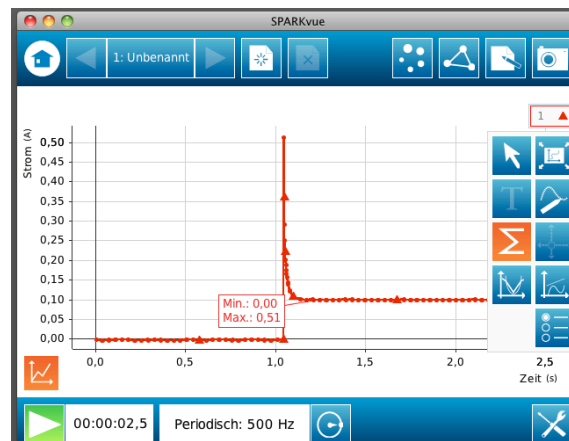 SPARKvue
1: Unbenannt
1
Strom (A)
0,50
0,45
0,40
0,35
0,30
0,25
0,20
0,15
0,10
0,05
0,00
Min.: 0,00
Max.: 0,51
T
Σ
0,0 0,5 1,0 1,5 2,0 2,5
Zeit (s)
00:00:02,5
Periodisch: 500 Hz